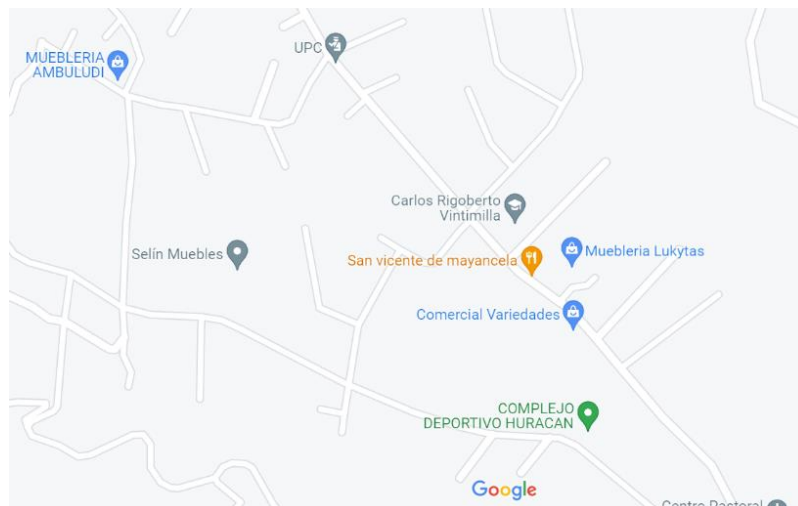 UPC
MUEBLERIA
AMBULUDI
Carlos Rigoberto
Vintimilla
Selín Muebles
San vicente de mayancela
Muebleria Lukytas
Comercial Variedades
COMPLEJO
DEPORTIVO HURACAN
Google
Centro Pastoral